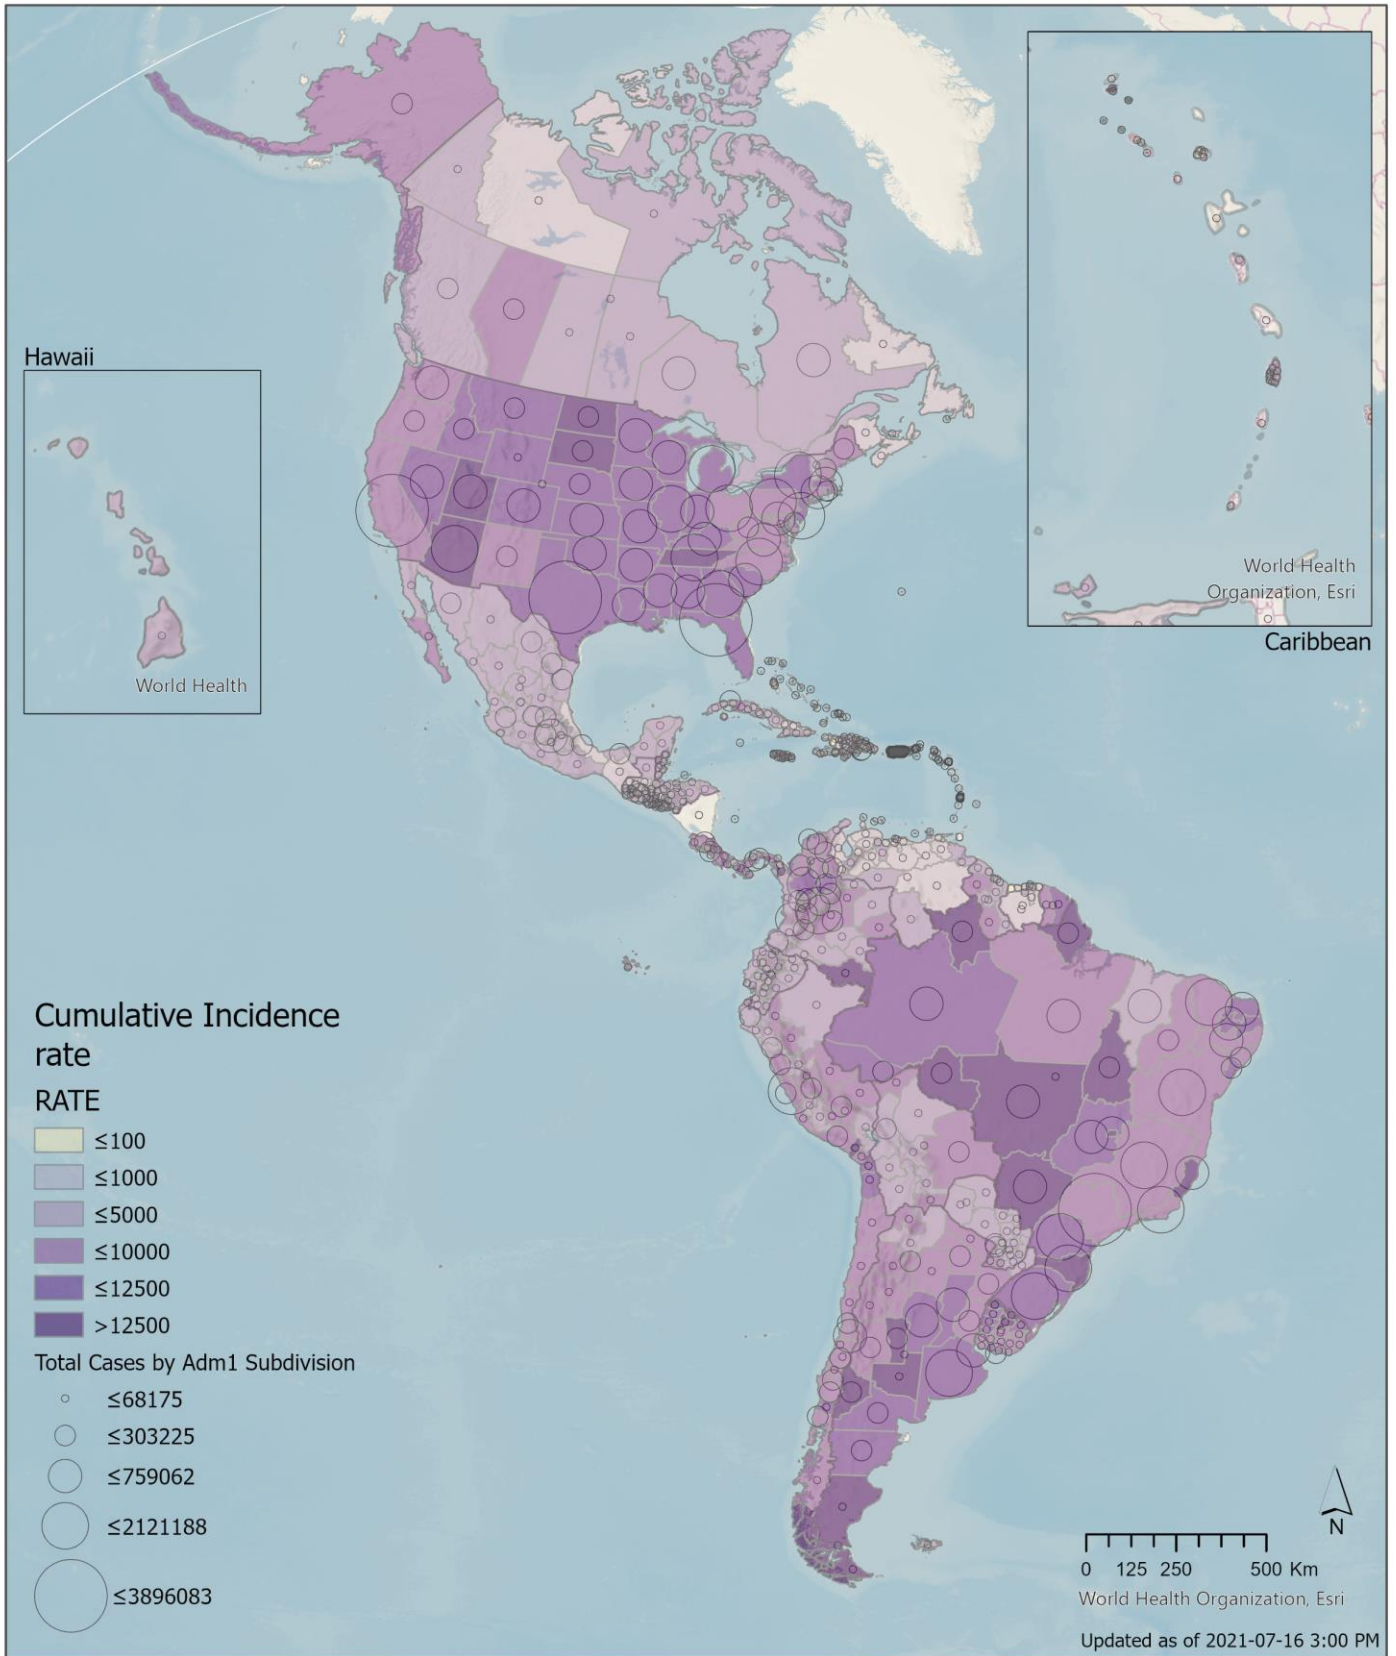 Hawaii
World Health
World Health
Organization, Esri
Caribbean
Cumulative Incidence
rate
RATE
≤100
≤1000
≤5000
≤10000
≤12500
>12500
Total Cases by Adm1 Subdivision
≤68175
≤303225
≤759062
≤2121188
≤3896083
N
0 125 250 500 Km
World Health Organization, Esri
Updated as of 2021-07-16 3:00 PM